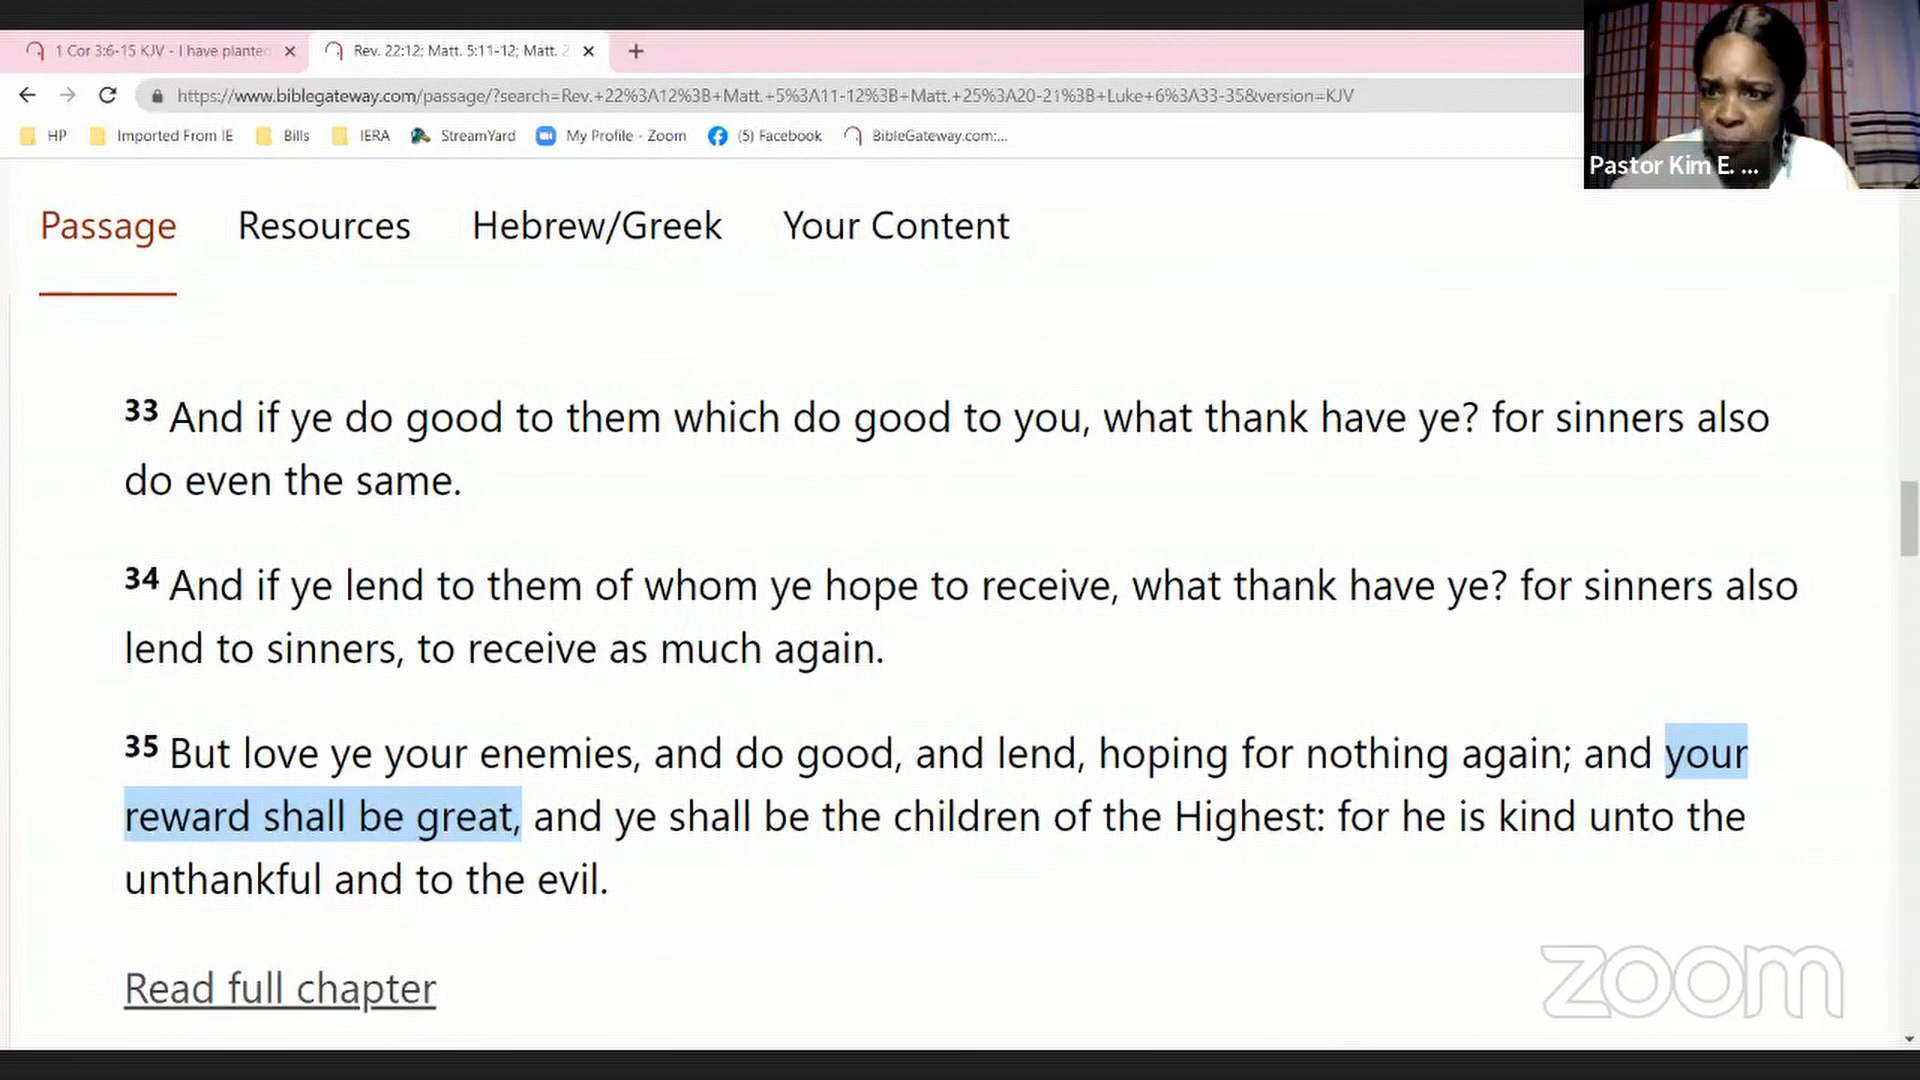 1 Cor 3:6-15 KJV - I have planted
Rev. 22:12; Matt. 5:11-12; Matt. 2
https://www.biblegateway.com/passage/?search=Rev.+22%3A12%3B+Matt.+5%3A11-12%3B+Matt.+25%3A20-21%3B+Luke+6%3A33-35&version=KJV
HP Imported From IE Bills IERA StreamYard My Profile - Zoom (5) Facebook BibleGateway.com:...
Pastor Kim E. ...
Passage Resources Hebrew/Greek Your Content
33 And if ye do good to them which do good to you, what thank have ye? for sinners also
do even the same.
34 And if ye lend to them of whom ye hope to receive, what thank have ye? for sinners also
lend to sinners, to receive as much again.
35 But love ye your enemies, and do good, and lend, hoping for nothing again; and your
reward shall be great, and ye shall be the children of the Highest: for he is kind unto the
unthankful and to the evil.
Read full chapter
zoom